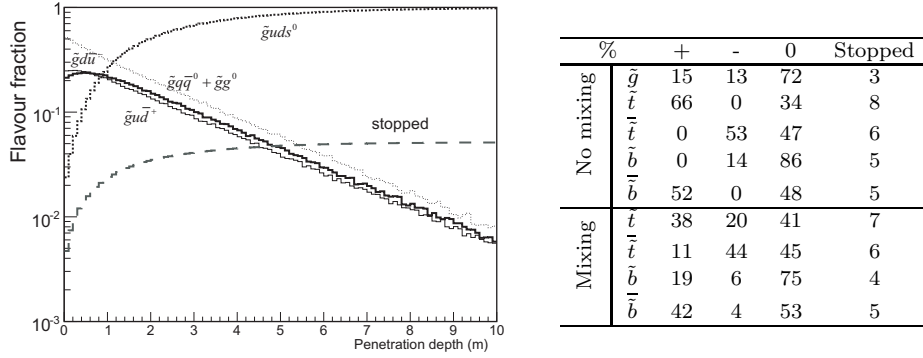 Flavour fraction
1
10⁻¹
10⁻²
10⁻³
g̃uds⁰
g̃dū⁻
g̃qq̄⁰ + g̃g⁰
g̃ud̄⁺
stopped
0 1 2 3 4 5 6 7 8 9 10
Penetration depth (m)
% + - 0 Stopped
No mixing
g̃ 15 13 72 3
t̃ 66 0 34 8
t̃̅ 0 53 47 6
b̃ 0 14 86 5
b̃̅ 52 0 48 5
Mixing
t̃ 38 20 41 7
t̃̅ 11 44 45 6
b̃ 19 6 75 4
b̃̅ 42 4 53 5